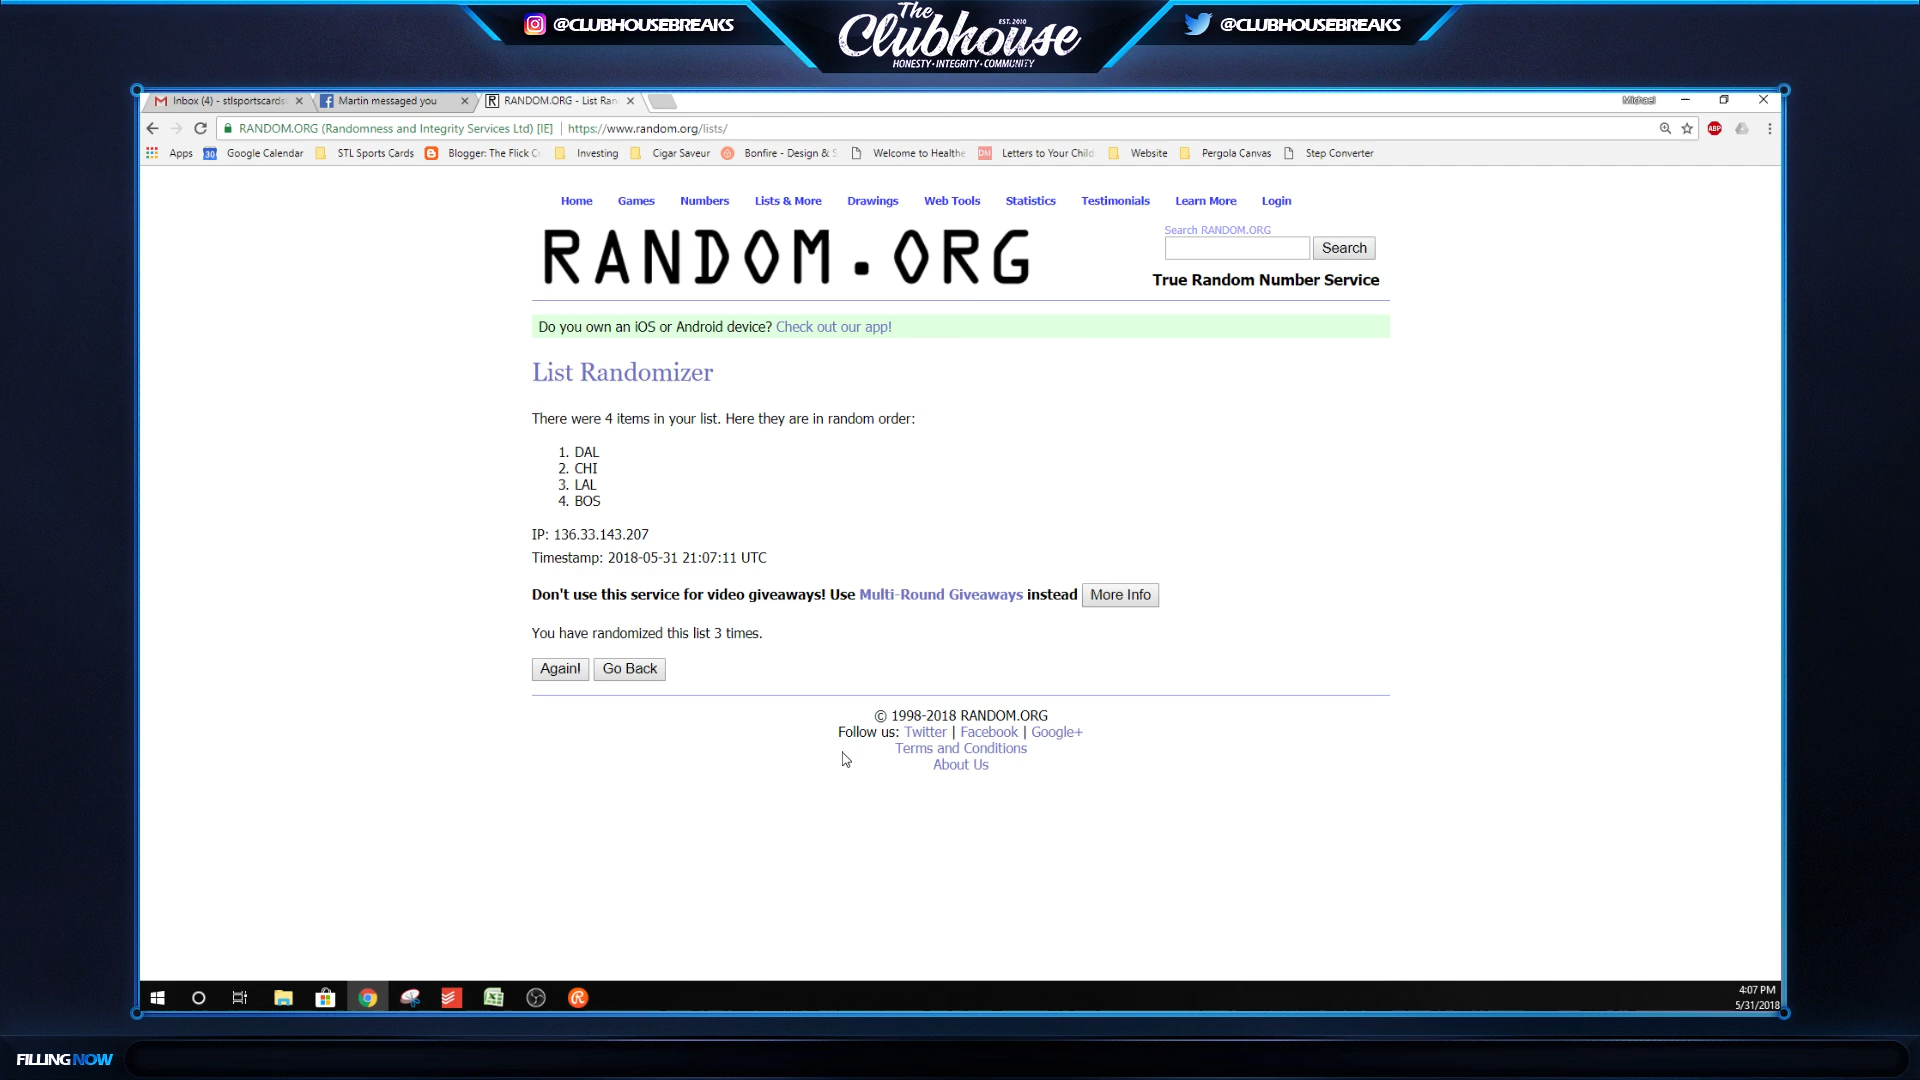 @CLUBHOUSEBREAKS
The
Clubhouse
EST. 2010
HONESTY • INTEGRITY • COMMUNITY
@CLUBHOUSEBREAKS
Inbox (4) - stlsportscards
Martin messaged you
RANDOM.ORG - List Ran
Michael
RANDOM.ORG (Randomness and Integrity Services Ltd) [IE] | https://www.random.org/lists/
ABP
Apps Google Calendar STL Sports Cards Blogger: The Flick C Investing Cigar Saveur Bonfire - Design & S Welcome to Healthe DM Letters to Your Child Website Pergola Canvas Step Converter
Home Games Numbers Lists & More Drawings Web Tools Statistics Testimonials Learn More Login
RANDOM.ORG
Search RANDOM.ORG
Search
True Random Number Service
Do you own an iOS or Android device? Check out our app!
List Randomizer
There were 4 items in your list. Here they are in random order:
1. DAL
2. CHI
3. LAL
4. BOS
IP: 136.33.143.207
Timestamp: 2018-05-31 21:07:11 UTC
Don't use this service for video giveaways! Use Multi-Round Giveaways instead More Info
You have randomized this list 3 times.
Again! Go Back
© 1998-2018 RANDOM.ORG
Follow us: Twitter | Facebook | Google+
Terms and Conditions
About Us
4:07 PM
5/31/2018
FILLING NOW